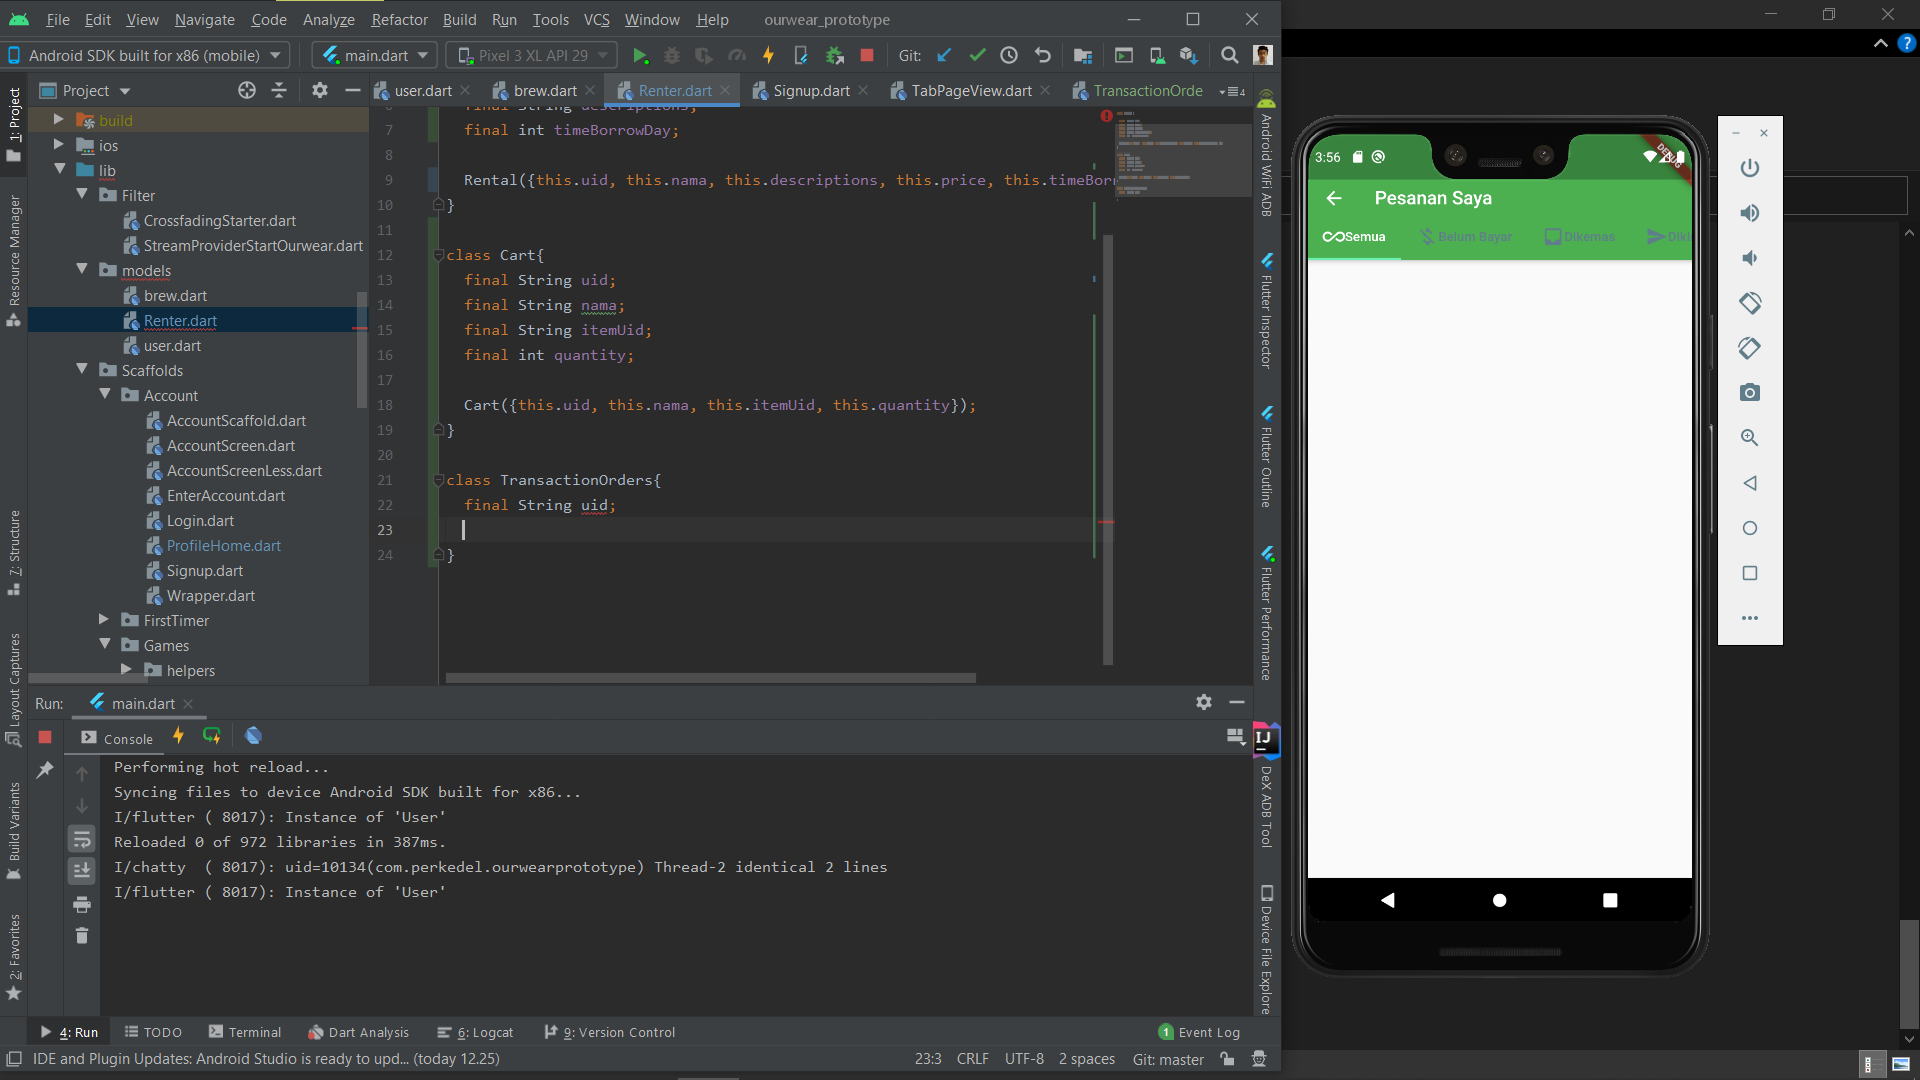 File Edit View Navigate Code Analyze Refactor Build Run Tools VCS Window Help ourwear_prototype
Android SDK built for x86 (mobile) main.dart Pixel 3 XL API 29 Git:
Project user.dart brew.dart Renter.dart Signup.dart TabPageView.dart TransactionOrde 4
1: Project
Resource Manager
7: Structure
Layout Captures
Build Variants
2: Favorites
build
ios
lib
Filter
CrossfadingStarter.dart
StreamProviderStartOurwear.dart
models
brew.dart
Renter.dart
user.dart
Scaffolds
Account
AccountScaffold.dart
AccountScreen.dart
AccountScreenLess.dart
EnterAccount.dart
Login.dart
ProfileHome.dart
Signup.dart
Wrapper.dart
FirstTimer
Games
helpers
final String descriptions;
7 final int timeBorrowDay;
8
9 Rental({this.uid, this.nama, this.descriptions, this.price, this.timeBorr
10 }
11
12 class Cart{
13 final String uid;
14 final String nama;
15 final String itemUid;
16 final int quantity;
17
18 Cart({this.uid, this.nama, this.itemUid, this.quantity});
19 }
20
21 class TransactionOrders{
22 final String uid;
23
24 }
Android WiFi ADB
Flutter Inspector
Flutter Outline
Flutter Performance
DeX ADB Tool
Device File Explore
IJ
Run: main.dart
Console
Performing hot reload...
Syncing files to device Android SDK built for x86...
I/flutter ( 8017): Instance of 'User'
Reloaded 0 of 972 libraries in 387ms.
I/chatty  ( 8017): uid=10134(com.perkedel.ourwearprototype) Thread-2 identical 2 lines
I/flutter ( 8017): Instance of 'User'
4: Run TODO Terminal Dart Analysis 6: Logcat 9: Version Control 1 Event Log
IDE and Plugin Updates: Android Studio is ready to upd... (today 12.25) 23:3 CRLF UTF-8 2 spaces Git: master
3:56
DEBUG
Pesanan Saya
Semua Belum Bayar Dikemas Diki